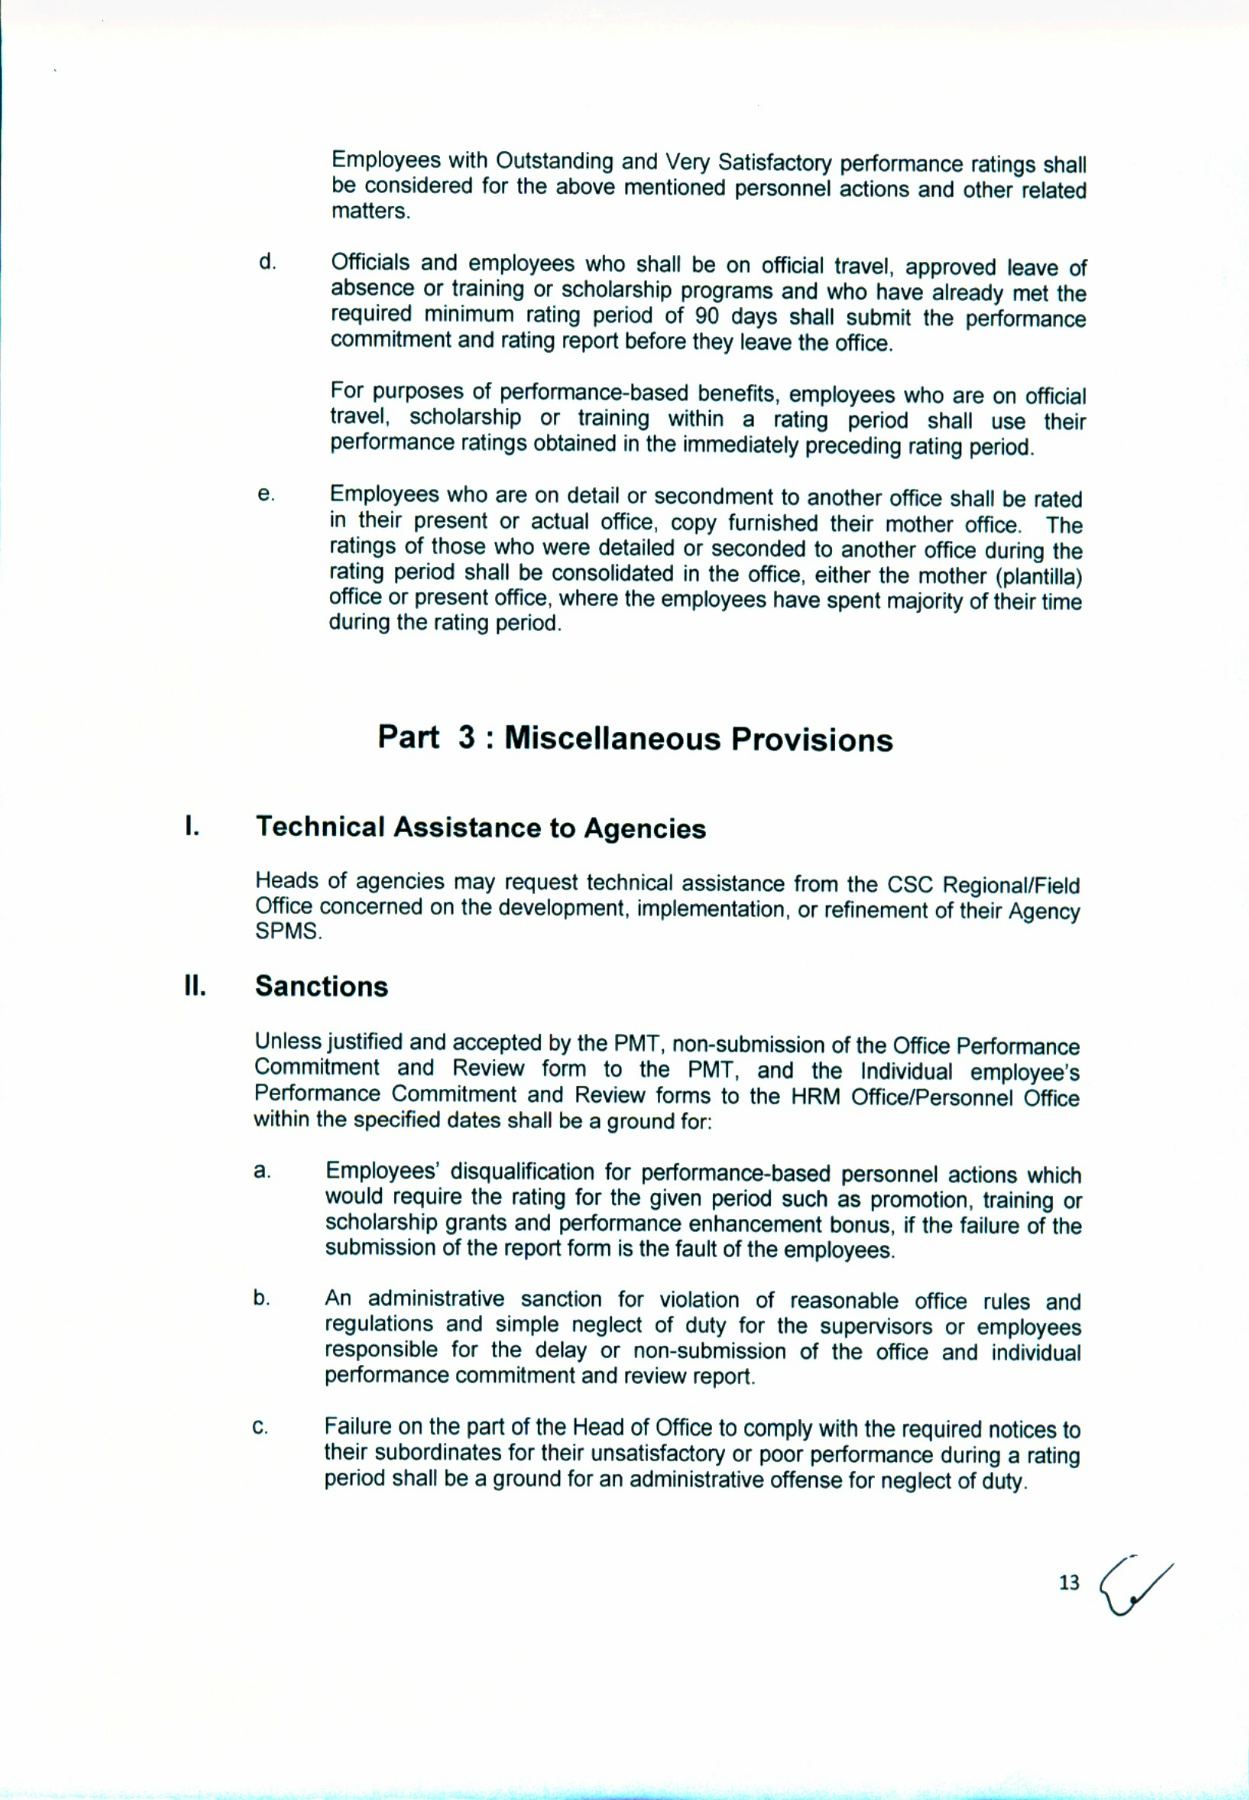 Employees with Outstanding and Very Satisfactory performance ratings shall
be considered for the above mentioned personnel actions and other related
matters.
d. Officials and employees who shall be on official travel, approved leave of
absence or training or scholarship programs and who have already met the
required minimum rating period of 90 days shall submit the performance
commitment and rating report before they leave the office.
For purposes of performance-based benefits, employees who are on official
travel, scholarship or training within a rating period shall use their
performance ratings obtained in the immediately preceding rating period.
e. Employees who are on detail or secondment to another office shall be rated
in their present or actual office, copy furnished their mother office. The
ratings of those who were detailed or seconded to another office during the
rating period shall be consolidated in the office, either the mother (plantilla)
office or present office, where the employees have spent majority of their time
during the rating period.
Part 3 : Miscellaneous Provisions
I. Technical Assistance to Agencies
Heads of agencies may request technical assistance from the CSC Regional/Field
Office concerned on the development, implementation, or refinement of their Agency
SPMS.
II. Sanctions
Unless justified and accepted by the PMT, non-submission of the Office Performance
Commitment and Review form to the PMT, and the Individual employee's
Performance Commitment and Review forms to the HRM Office/Personnel Office
within the specified dates shall be a ground for:
a. Employees' disqualification for performance-based personnel actions which
would require the rating for the given period such as promotion, training or
scholarship grants and performance enhancement bonus, if the failure of the
submission of the report form is the fault of the employees.
b. An administrative sanction for violation of reasonable office rules and
regulations and simple neglect of duty for the supervisors or employees
responsible for the delay or non-submission of the office and individual
performance commitment and review report.
c. Failure on the part of the Head of Office to comply with the required notices to
their subordinates for their unsatisfactory or poor performance during a rating
period shall be a ground for an administrative offense for neglect of duty.
13